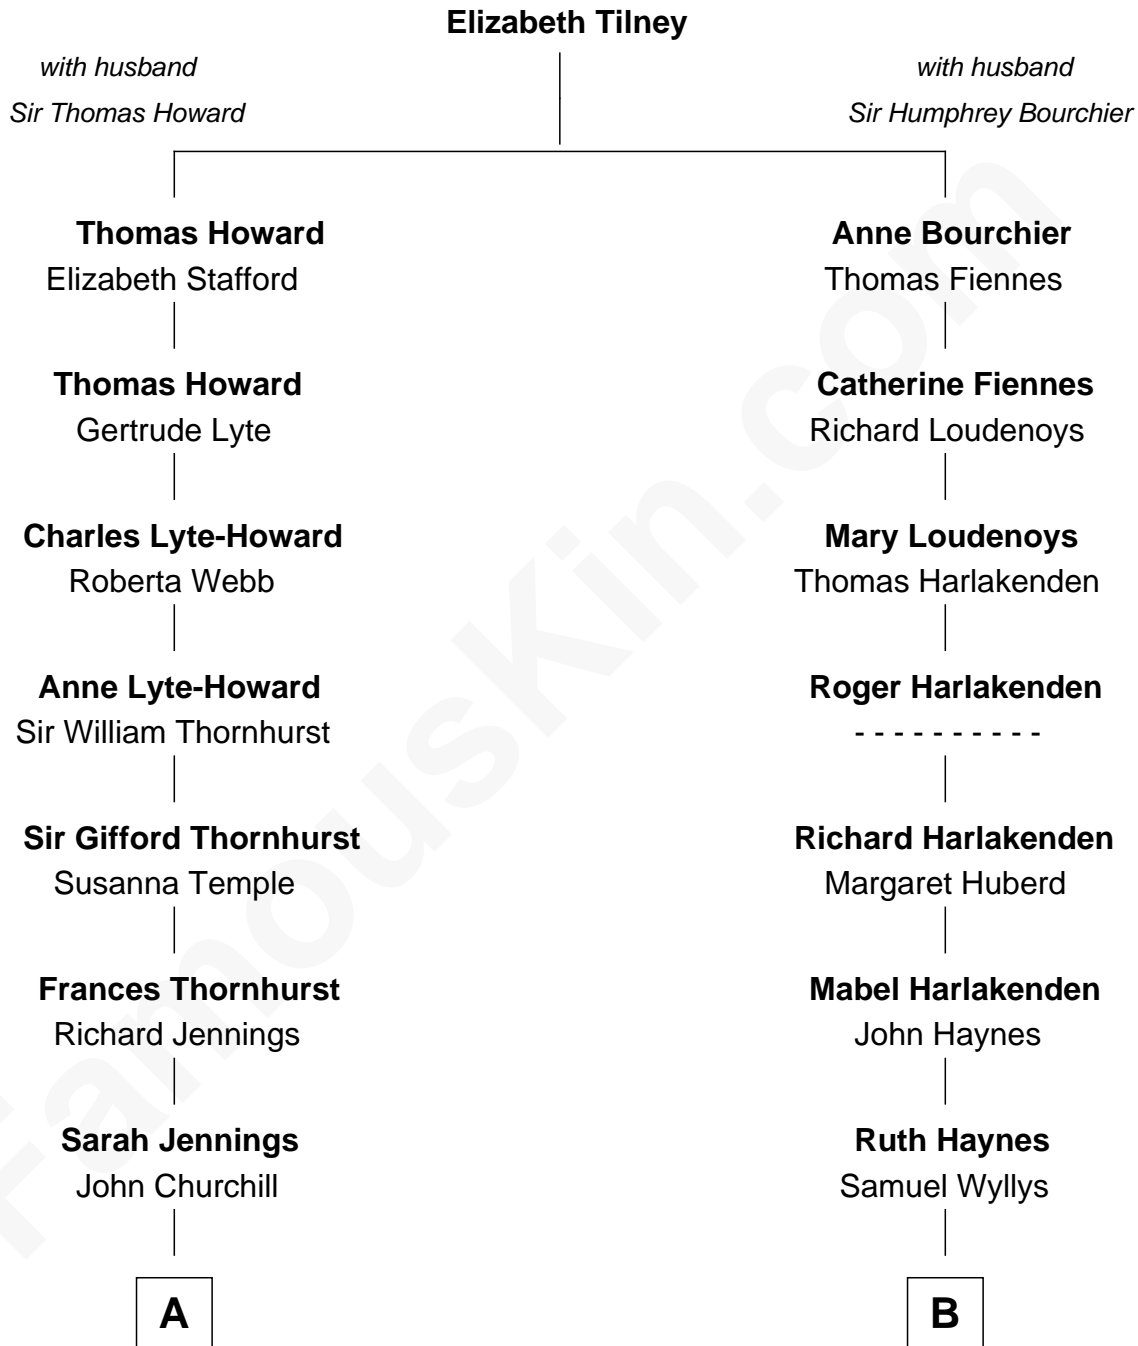 Elizabeth Tilney
with husband
Sir Thomas Howard
with husband
Sir Humphrey Bourchier
Thomas Howard
Elizabeth Stafford
Thomas Howard
Gertrude Lyte
Charles Lyte-Howard
Roberta Webb
Anne Lyte-Howard
Sir William Thornhurst
Sir Gifford Thornhurst
Susanna Temple
Frances Thornhurst
Richard Jennings
Sarah Jennings
John Churchill
A
Anne Bourchier
Thomas Fiennes
Catherine Fiennes
Richard Loudenoys
Mary Loudenoys
Thomas Harlakenden
Roger Harlakenden
- - - - - - - - - -
Richard Harlakenden
Margaret Huberd
Mabel Harlakenden
John Haynes
Ruth Haynes
Samuel Wyllys
B
FamousKin.com